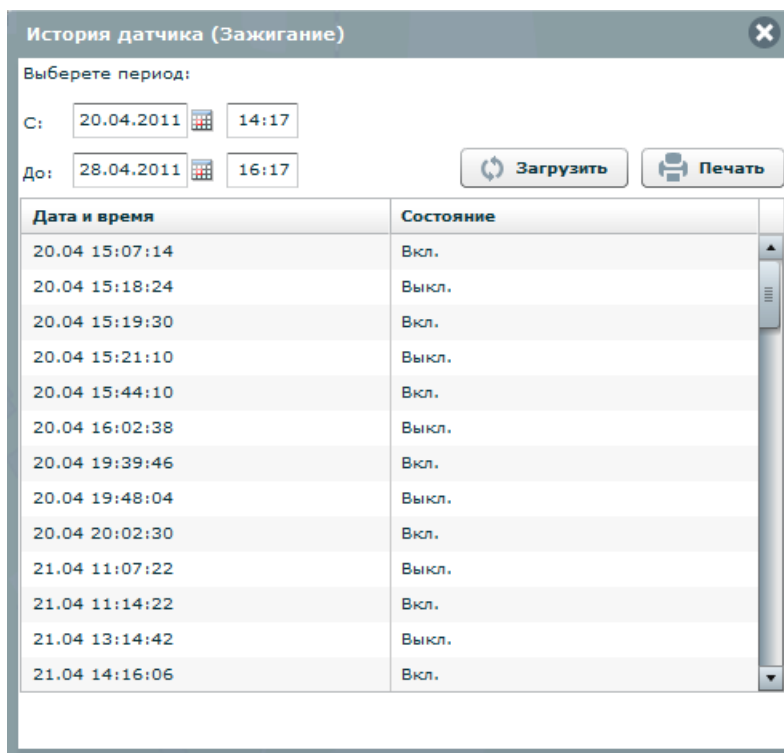 История датчика (Зажигание)
Выберете период:
С: 20.04.2011 14:17
До: 28.04.2011 16:17 Загрузить Печать
Дата и время Состояние
20.04 15:07:14 Вкл.
20.04 15:18:24 Выкл.
20.04 15:19:30 Вкл.
20.04 15:21:10 Выкл.
20.04 15:44:10 Вкл.
20.04 16:02:38 Выкл.
20.04 19:39:46 Вкл.
20.04 19:48:04 Выкл.
20.04 20:02:30 Вкл.
21.04 11:07:22 Выкл.
21.04 11:14:22 Вкл.
21.04 13:14:42 Выкл.
21.04 14:16:06 Вкл.